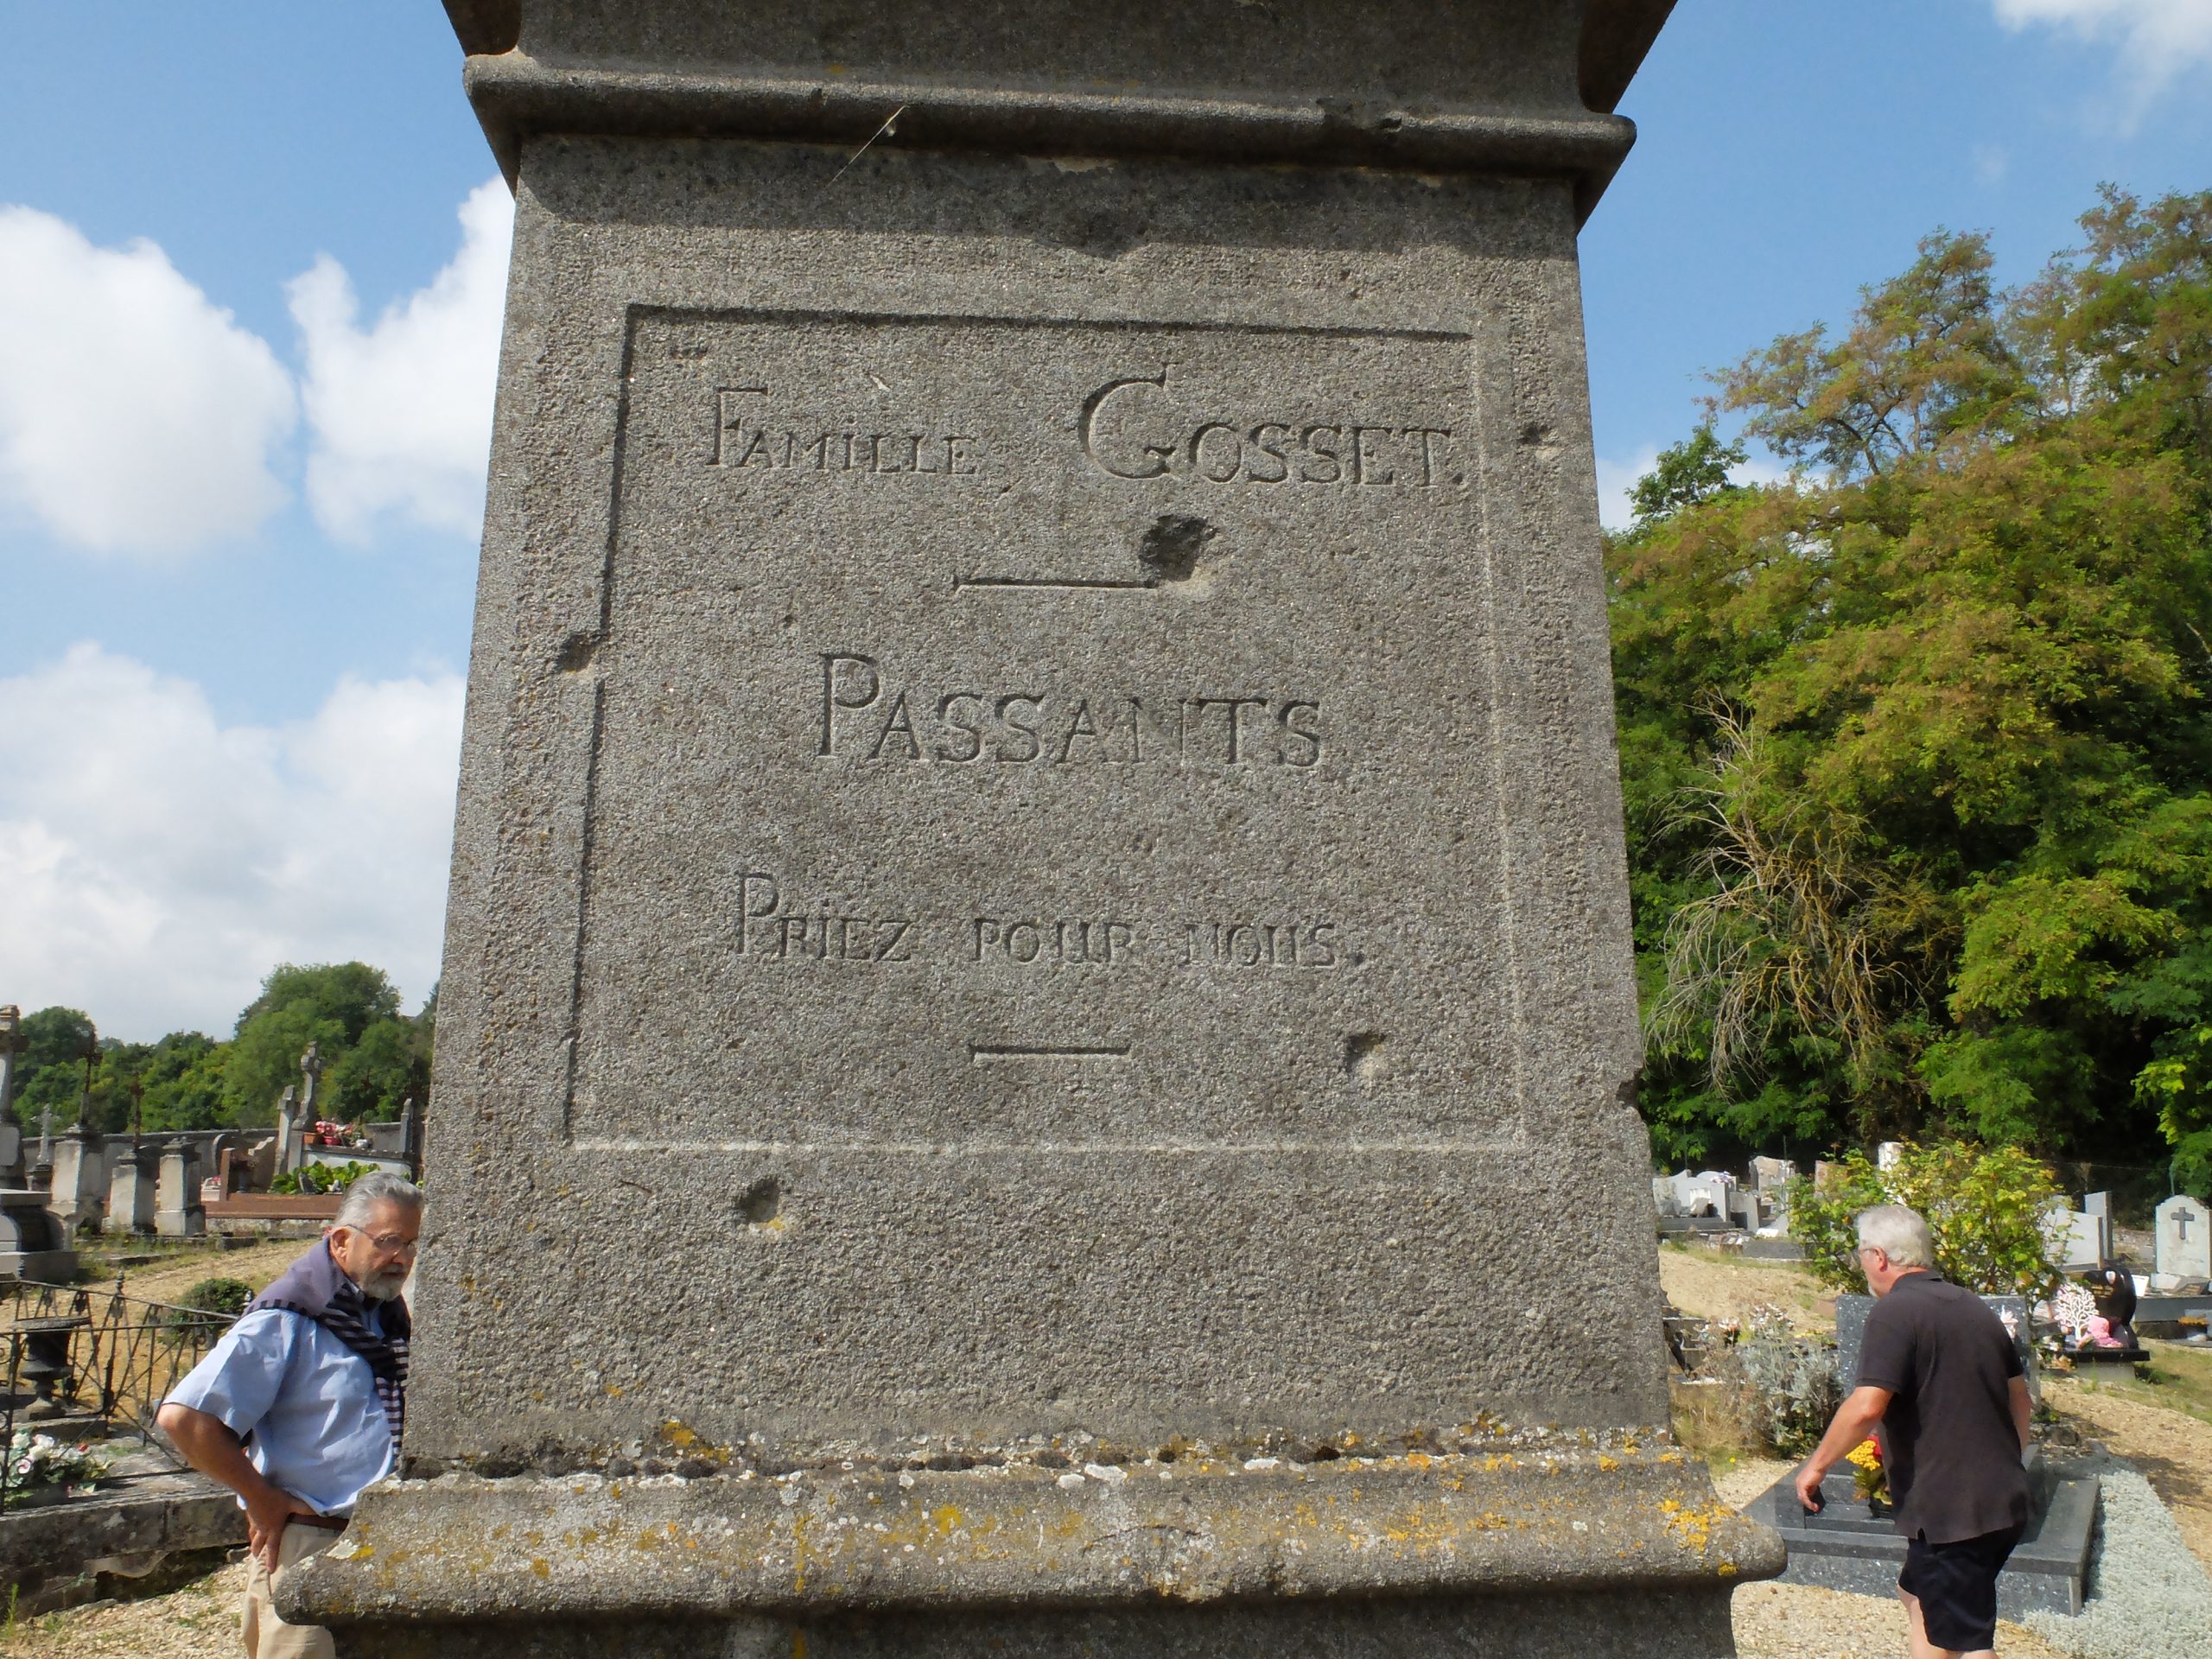 Famille Gosset.
Passants
Priez pour nous.